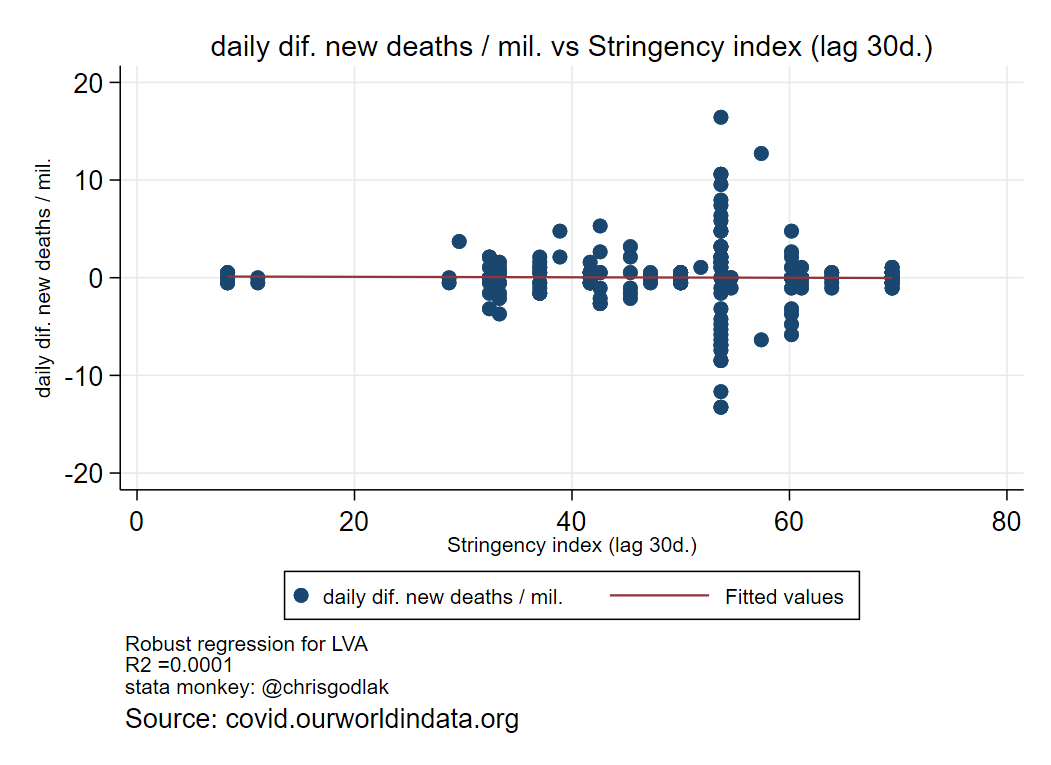 daily dif. new deaths / mil. vs Stringency index (lag 30d.)
daily dif. new deaths / mil.
20
10
0
-10
-20
0 20 40 60 80
Stringency index (lag 30d.)
daily dif. new deaths / mil. Fitted values
Robust regression for LVA
R2 =0.0001
stata monkey: @chrisgodlak
Source: covid.ourworldindata.org